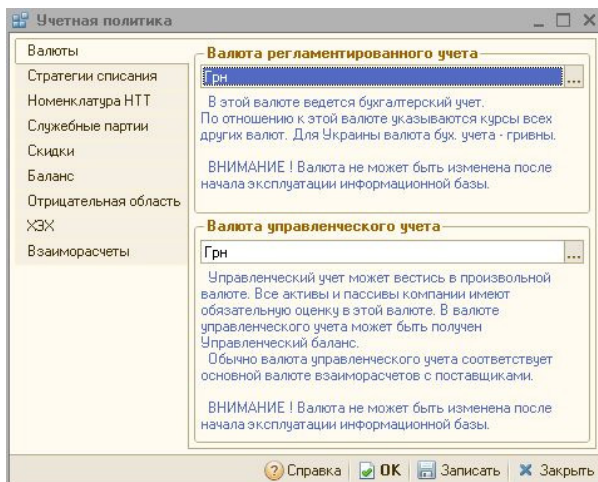 Учетная политика
Валюты
Стратегии списания
Номенклатура НТТ
Служебные партии
Скидки
Баланс
Отрицательная область
ХЗХ
Взаиморасчеты
Валюта регламентированного учета
Грн
...
В этой валюте ведется бухгалтерский учет.
По отношению к этой валюте указываются курсы всех
других валют. Для Украины валюта бух. учета - гривны.
ВНИМАНИЕ ! Валюта не может быть изменена после
начала эксплуатации информационной базы.
Валюта управленческого учета
Грн
...
Управленческий учет может вестись в произвольной
валюте. Все активы и пассивы компании имеют
обязательную оценку в этой валюте. В валюте
управленческого учета может быть получен
Управленческий баланс.
Обычно валюта управленческого учета соответствует
основной валюте взаиморасчетов с поставщиками.
ВНИМАНИЕ ! Валюта не может быть изменена после
начала эксплуатации информационной базы.
Справка OK Записать Закрыть